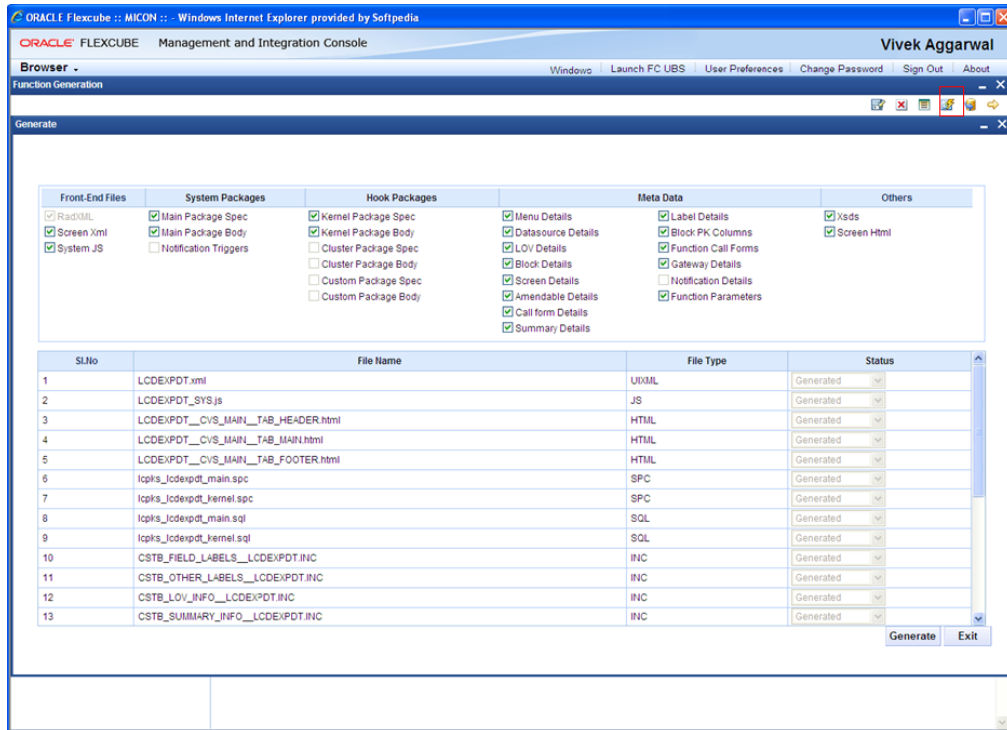 ORACLE Flexcube :: MICON :: - Windows Internet Explorer provided by Softpedia
ORACLE FLEXCUBE Management and Integration Console Vivek Aggarwal
Browser Windows Launch FC UBS User Preferences Change Password Sign Out About
Function Generation
Generate
Front-End Files System Packages Hook Packages Meta Data Others
RadXML Main Package Spec Kernel Package Spec Menu Details Label Details Xsds
Screen Xml Main Package Body Kernel Package Body Datasource Details Block PK Columns Screen Html
System JS Notification Triggers Cluster Package Spec LOV Details Function Call Forms
Cluster Package Body Block Details Gateway Details
Custom Package Spec Screen Details Notification Details
Custom Package Body Amendable Details Function Parameters
Call form Details
Summary Details
Sl.No File Name File Type Status
1 LCDEXPDT.xml UIXML Generated
2 LCDEXPDT_SYS.js JS Generated
3 LCDEXPDT__CVS_MAIN__TAB_HEADER.html HTML Generated
4 LCDEXPDT__CVS_MAIN__TAB_MAIN.html HTML Generated
5 LCDEXPDT__CVS_MAIN__TAB_FOOTER.html HTML Generated
6 lcpks_lcdexpdt_main.spc SPC Generated
7 lcpks_lcdexpdt_kernel.spc SPC Generated
8 lcpks_lcdexpdt_main.sql SQL Generated
9 lcpks_lcdexpdt_kernel.sql SQL Generated
10 CSTB_FIELD_LABELS__LCDEXPDT.INC INC Generated
11 CSTB_OTHER_LABELS__LCDEXPDT.INC INC Generated
12 CSTB_LOV_INFO__LCDEXPDT.INC INC Generated
13 CSTB_SUMMARY_INFO__LCDEXPDT.INC INC Generated
Generate Exit